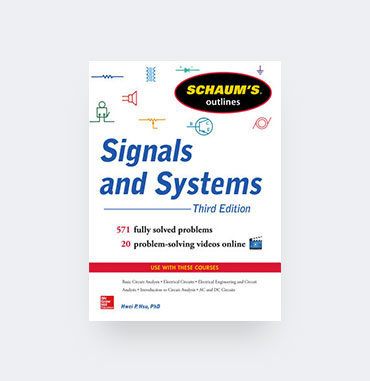 SCHAUM'S
outlines
Signals
and Systems
Third Edition
571 fully solved problems
20 problem-solving videos online
USE WITH THESE COURSES
Basic Circuit Analysis • Electrical Circuits • Electrical Engineering and Circuit
Analysis • Introduction to Circuit Analysis • AC and DC Circuits
Hwei P. Hsu, PhD